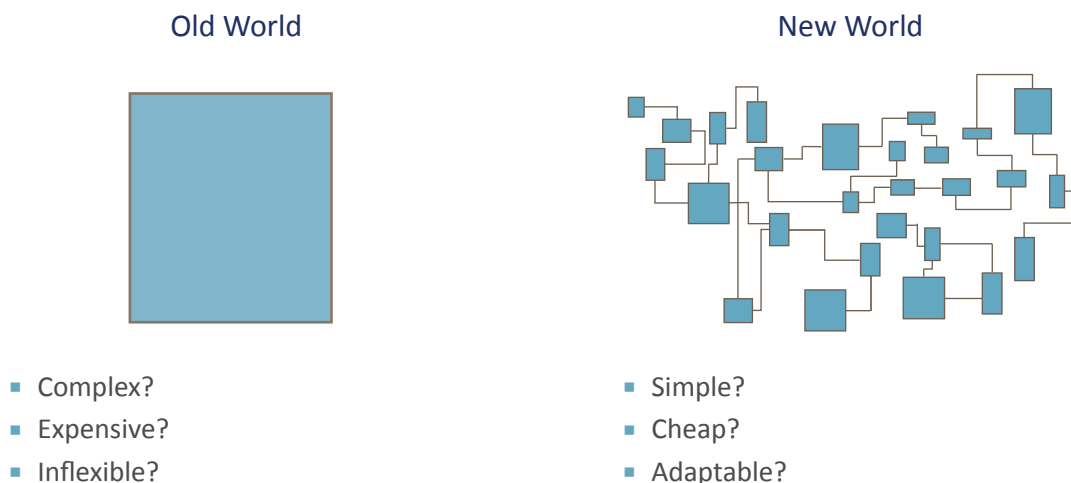 Old World
New World
Complex?
Expensive?
Inflexible?
Simple?
Cheap?
Adaptable?